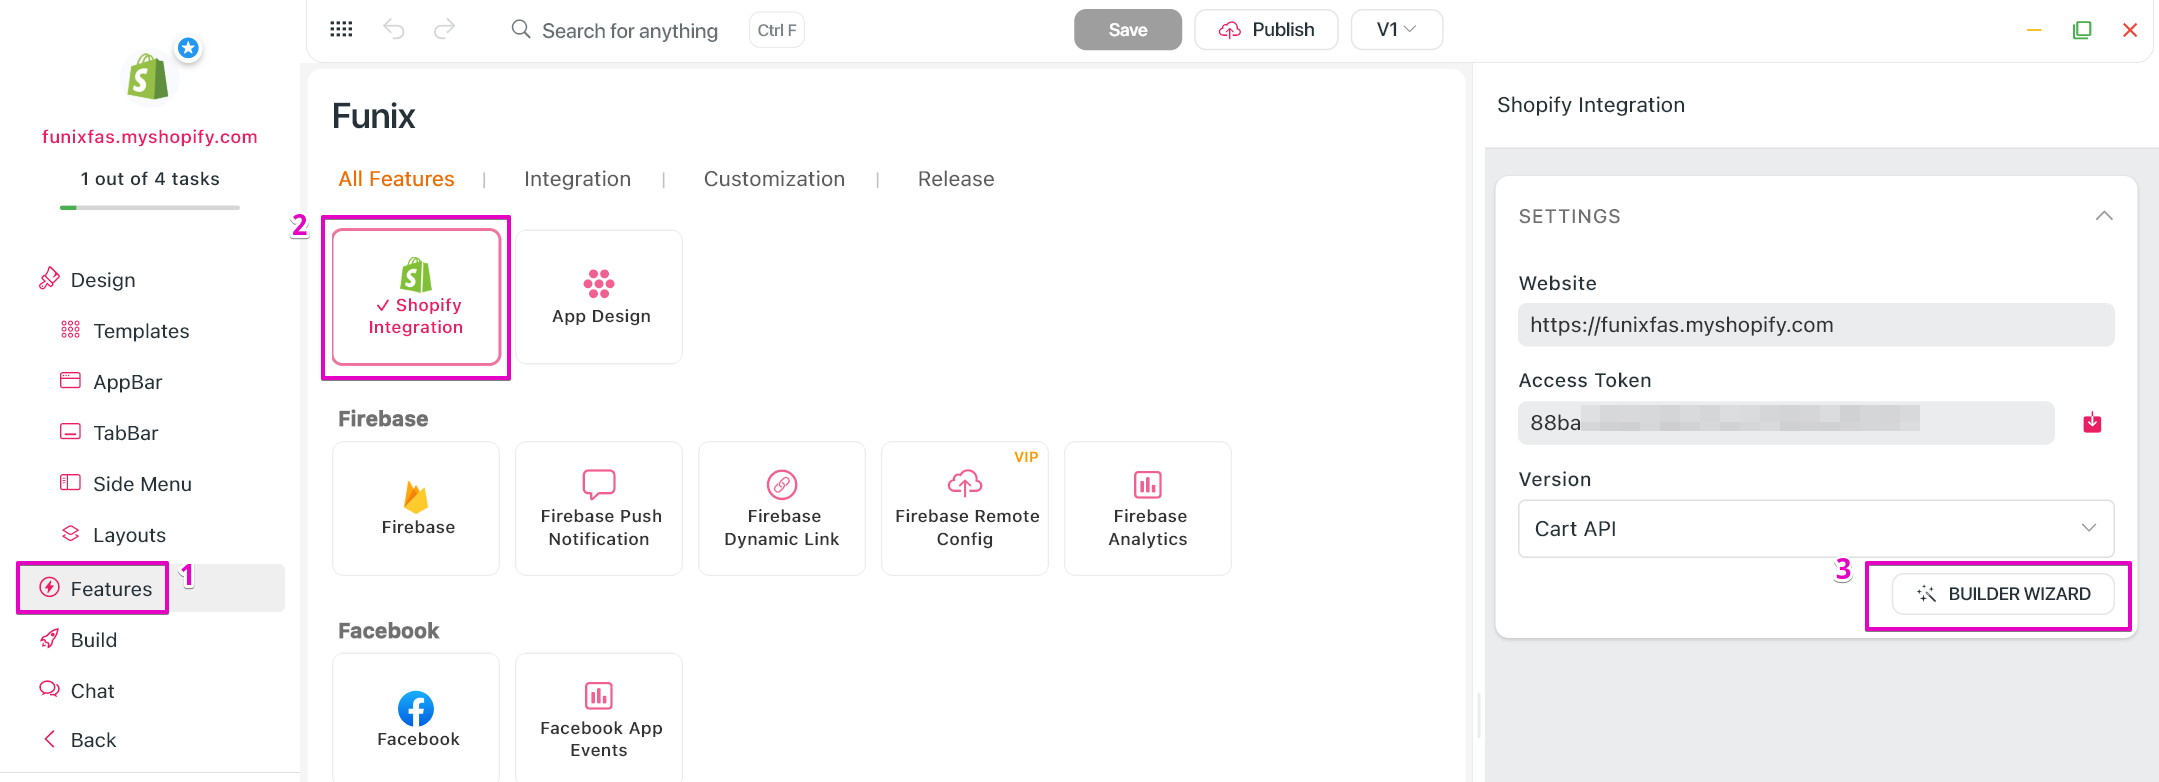 funixfas.myshopify.com
1 out of 4 tasks
Design
Templates
AppBar
TabBar
Side Menu
Layouts
Features
1
Build
Chat
Back
Search for anything
Ctrl F
Save
Publish
V1
Funix
All Features | Integration | Customization | Release
2
✓ Shopify
Integration
App Design
Firebase
Firebase
Firebase Push
Notification
Firebase
Dynamic Link
VIP
Firebase Remote
Config
Firebase
Analytics
Facebook
Facebook
Facebook App
Events
Shopify Integration
SETTINGS
Website
https://funixfas.myshopify.com
Access Token
88ba
Version
Cart API
3
BUILDER WIZARD